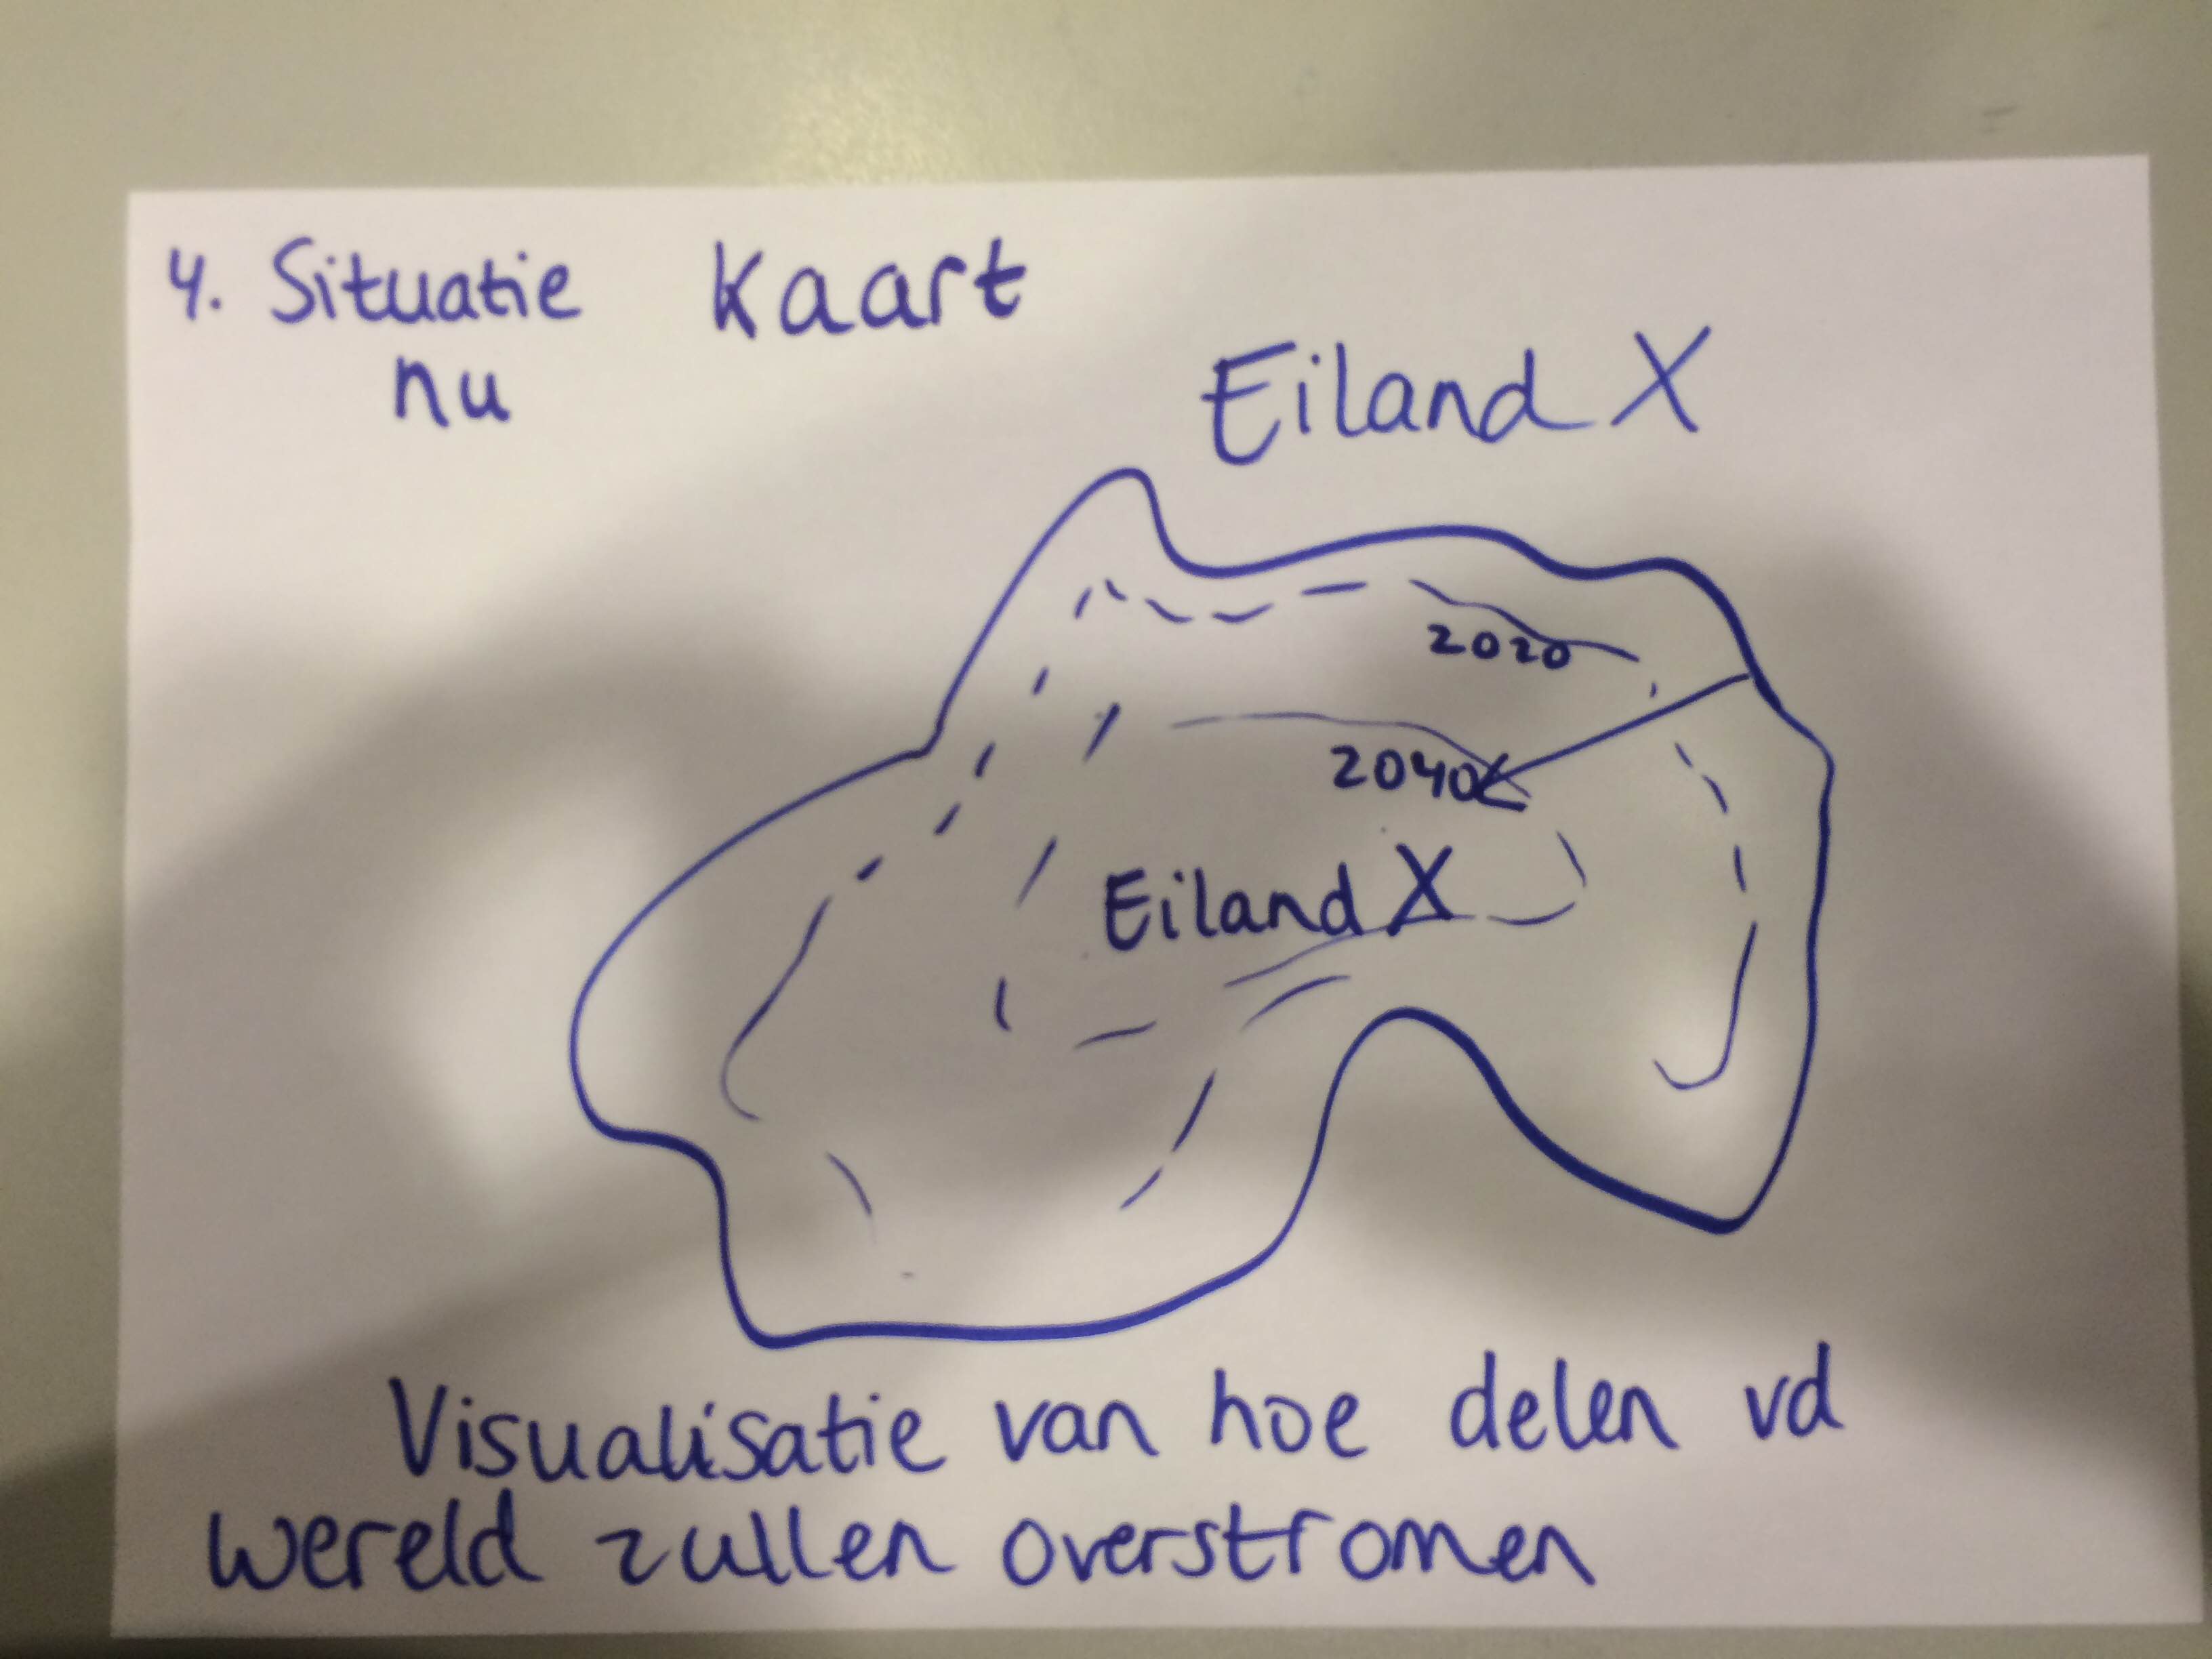 4. Situatie Kaart
nu
Eiland X
2020
2040
Eiland X
Visualisatie van hoe delen vd
wereld zullen overstromen